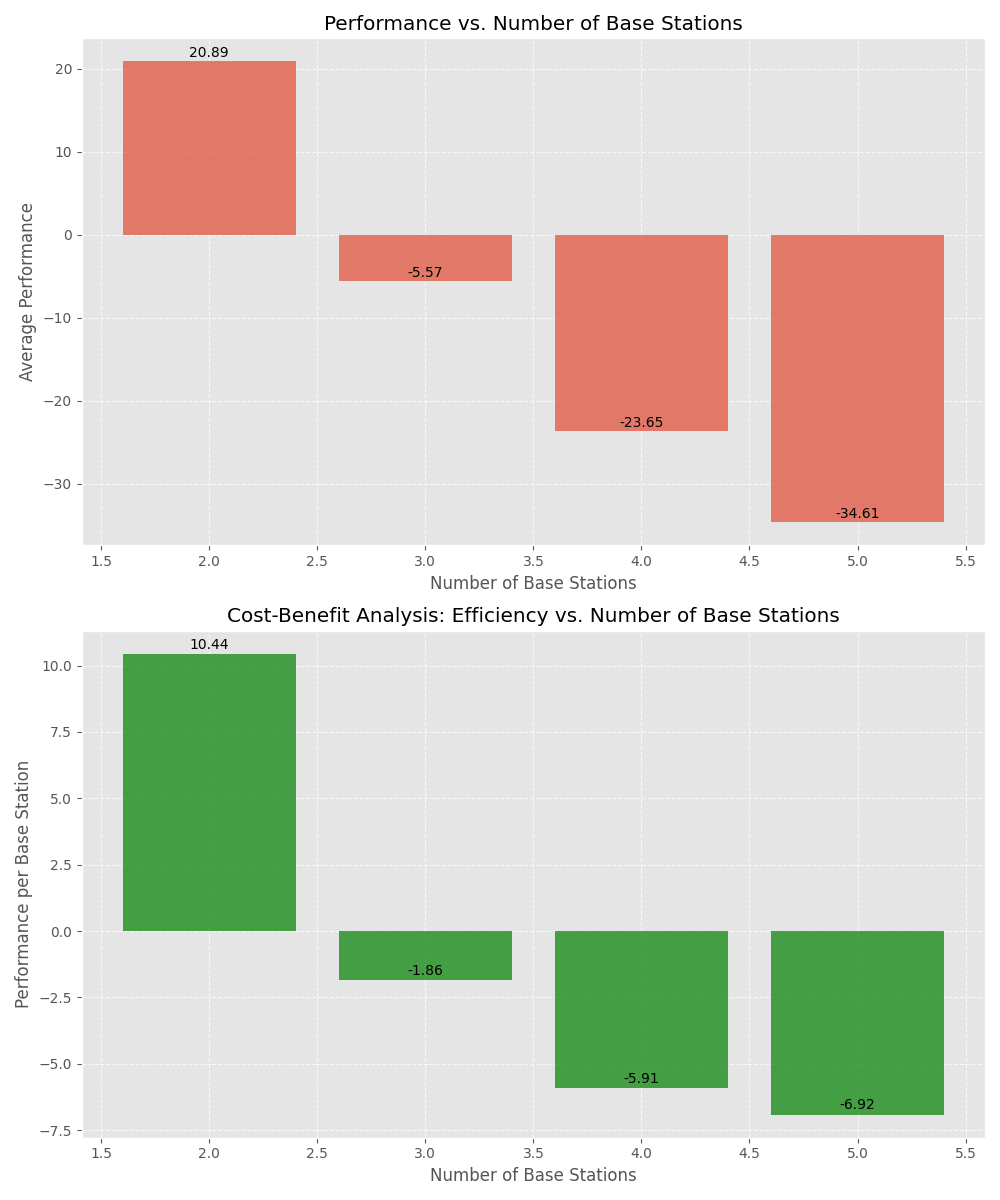 Performance vs. Number of Base Stations
20.89
20
10
0
−10
−20
−30
Average Performance
-5.57
-23.65
-34.61
1.5 2.0 2.5 3.0 3.5 4.0 4.5 5.0 5.5
Number of Base Stations
Cost-Benefit Analysis: Efficiency vs. Number of Base Stations
10.44
10.0
7.5
5.0
2.5
0.0
−2.5
−5.0
−7.5
Performance per Base Station
-1.86
-5.91
-6.92
1.5 2.0 2.5 3.0 3.5 4.0 4.5 5.0 5.5
Number of Base Stations